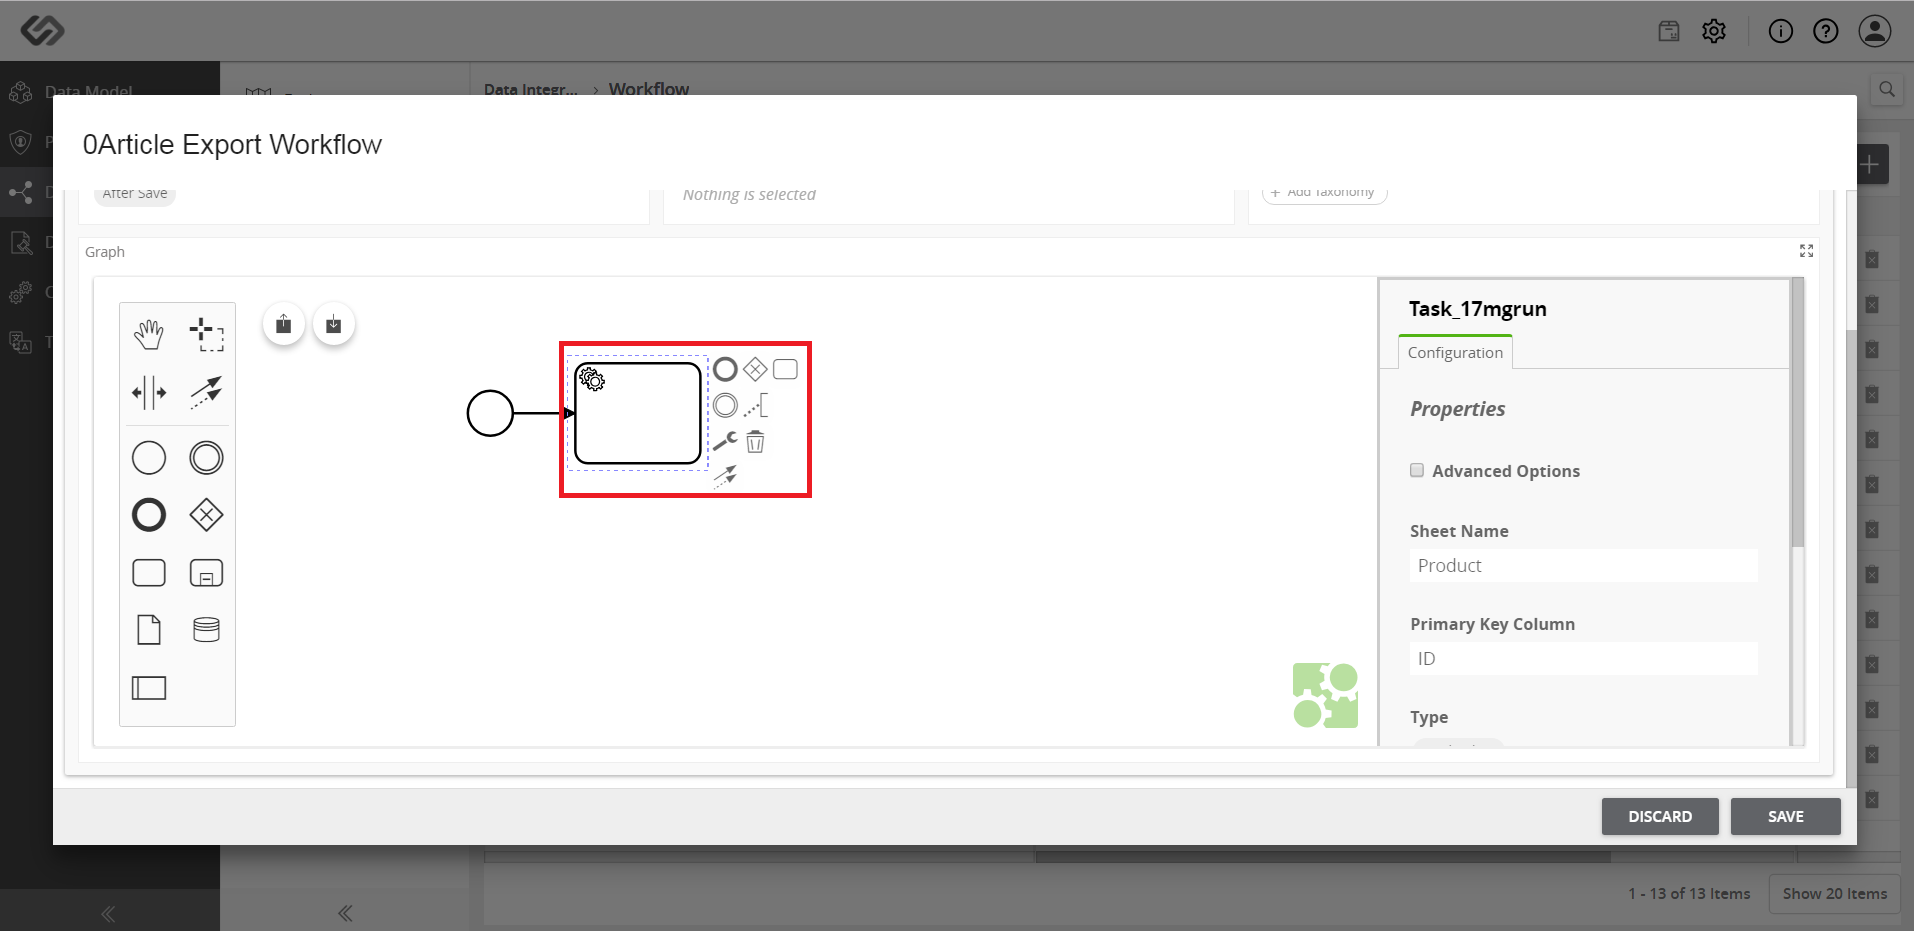 Data Model
Data Integr... › Workflow
0Article Export Workflow
After Save
Nothing is selected
+ Add Taxonomy
Graph
Task_17mgrun
Configuration
Properties
Advanced Options
Sheet Name
Product
Primary Key Column
ID
Type
DISCARD
SAVE
1 - 13 of 13 Items
Show 20 Items